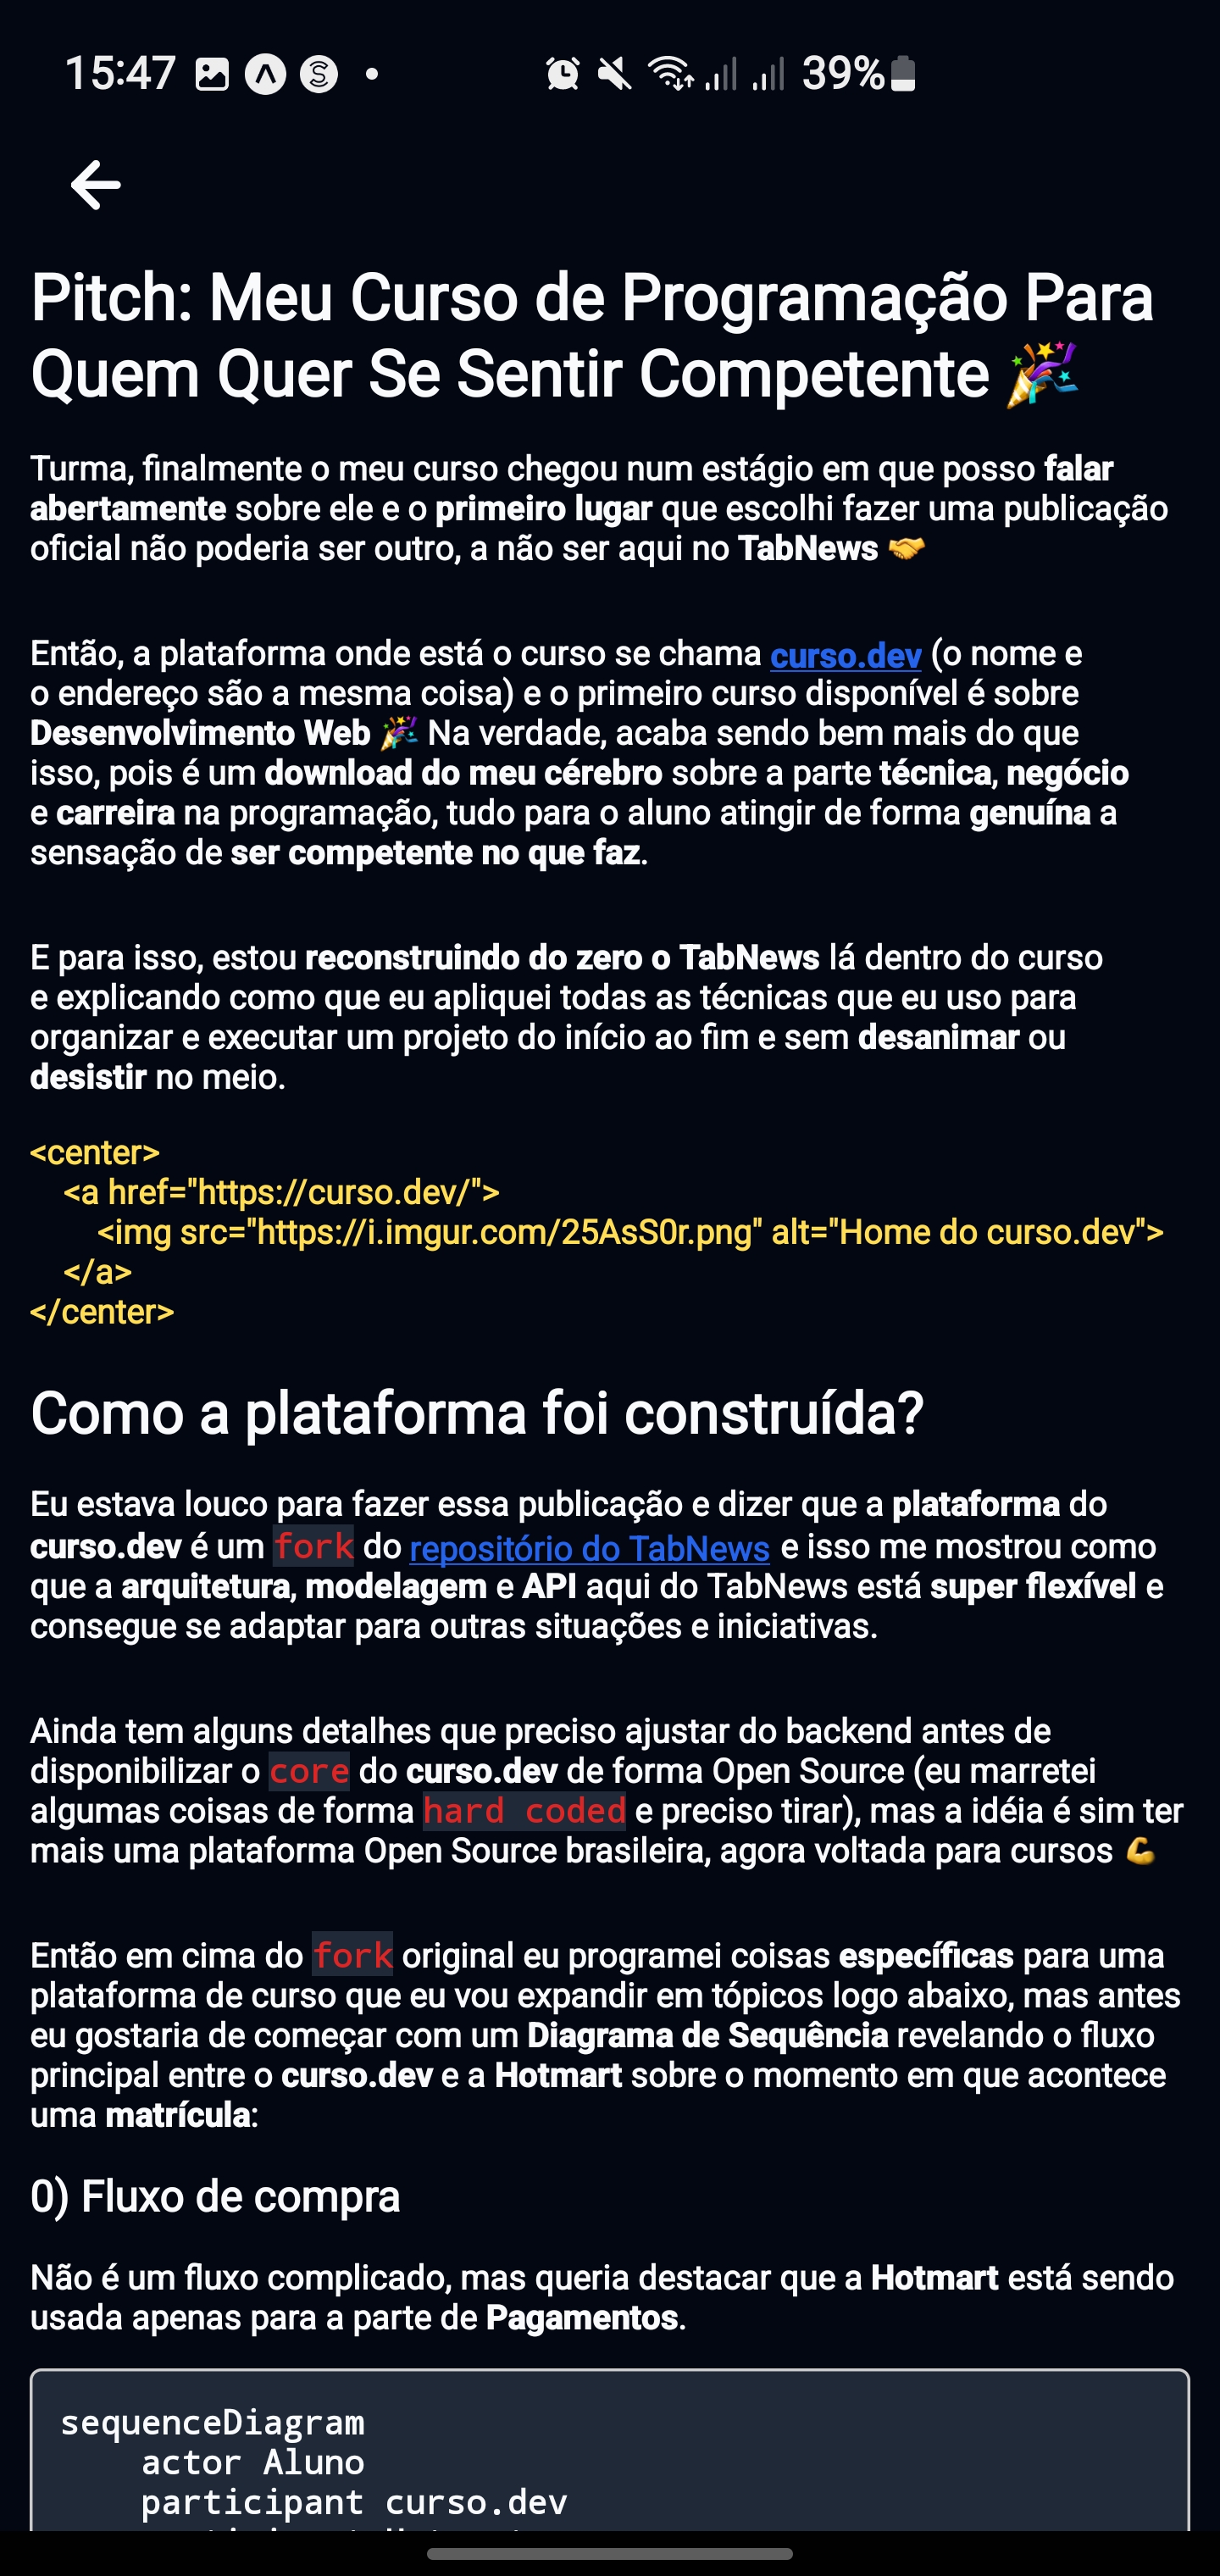 15:47
39%
Pitch: Meu Curso de Programação Para
Quem Quer Se Sentir Competente 🎉
Turma, finalmente o meu curso chegou num estágio em que posso falar
abertamente sobre ele e o primeiro lugar que escolhi fazer uma publicação
oficial não poderia ser outro, a não ser aqui no TabNews 🤝
Então, a plataforma onde está o curso se chama curso.dev (o nome e
o endereço são a mesma coisa) e o primeiro curso disponível é sobre
Desenvolvimento Web 🎉 Na verdade, acaba sendo bem mais do que
isso, pois é um download do meu cérebro sobre a parte técnica, negócio
e carreira na programação, tudo para o aluno atingir de forma genuína a
sensação de ser competente no que faz.
E para isso, estou reconstruindo do zero o TabNews lá dentro do curso
e explicando como que eu apliquei todas as técnicas que eu uso para
organizar e executar um projeto do início ao fim e sem desanimar ou
desistir no meio.
<center>
<a href="https://curso.dev/">
<img src="https://i.imgur.com/25AsS0r.png" alt="Home do curso.dev">
</a>
</center>
Como a plataforma foi construída?
Eu estava louco para fazer essa publicação e dizer que a plataforma do
curso.dev é um fork do repositório do TabNews e isso me mostrou como
que a arquitetura, modelagem e API aqui do TabNews está super flexível e
consegue se adaptar para outras situações e iniciativas.
Ainda tem alguns detalhes que preciso ajustar do backend antes de
disponibilizar o core do curso.dev de forma Open Source (eu marretei
algumas coisas de forma hard coded e preciso tirar), mas a idéia é sim ter
mais uma plataforma Open Source brasileira, agora voltada para cursos 💪
Então em cima do fork original eu programei coisas específicas para uma
plataforma de curso que eu vou expandir em tópicos logo abaixo, mas antes
eu gostaria de começar com um Diagrama de Sequência revelando o fluxo
principal entre o curso.dev e a Hotmart sobre o momento em que acontece
uma matrícula:
0) Fluxo de compra
Não é um fluxo complicado, mas queria destacar que a Hotmart está sendo
usada apenas para a parte de Pagamentos.
sequenceDiagram
actor Aluno
participant curso.dev